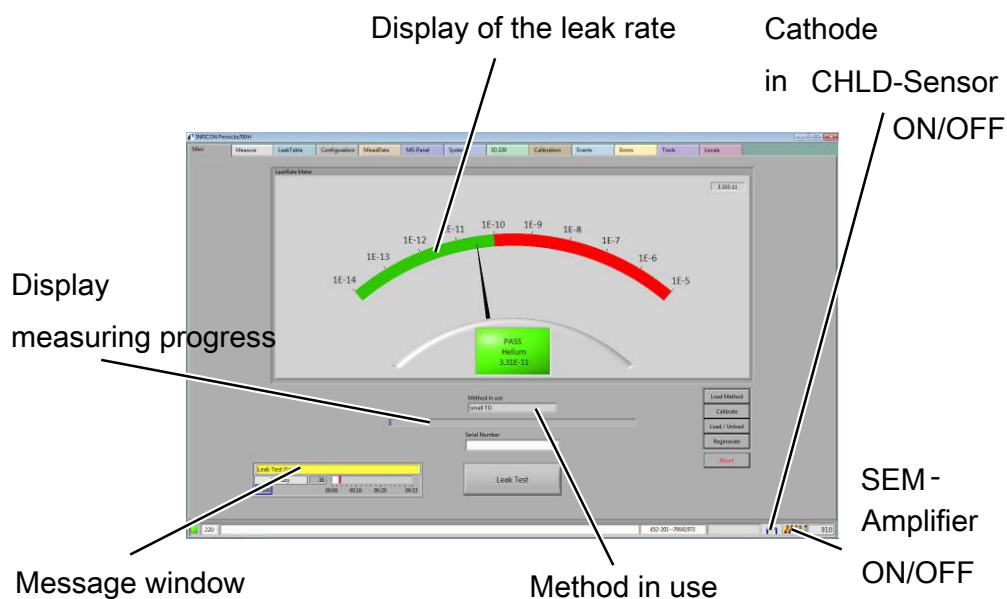 Display of the leak rate
Cathode
in CHLD-Sensor
ON/OFF
INFICON Pernicka700H
Mini Measure LeakTable Configuration MixedData MS-Panel System IO 220 Calibration Events Errors Tools Locals
LeakRate Meter
3.31E-11
1E-14
1E-13
1E-12
E-11
1E-10
1E-9
1E-8
1E-7
1E-6
1E-5
Display
measuring progress
PASS
Helium
3.31E-11
Method in use
small TO
Serial Number
Leak Test
Load Method
Calibrate
Load / Unload
Regenerate
Abort
Leak Test
36
00:00 00:10 00:20 00:33
220
910
SEM-
Amplifier
ON/OFF
Message window
Method in use